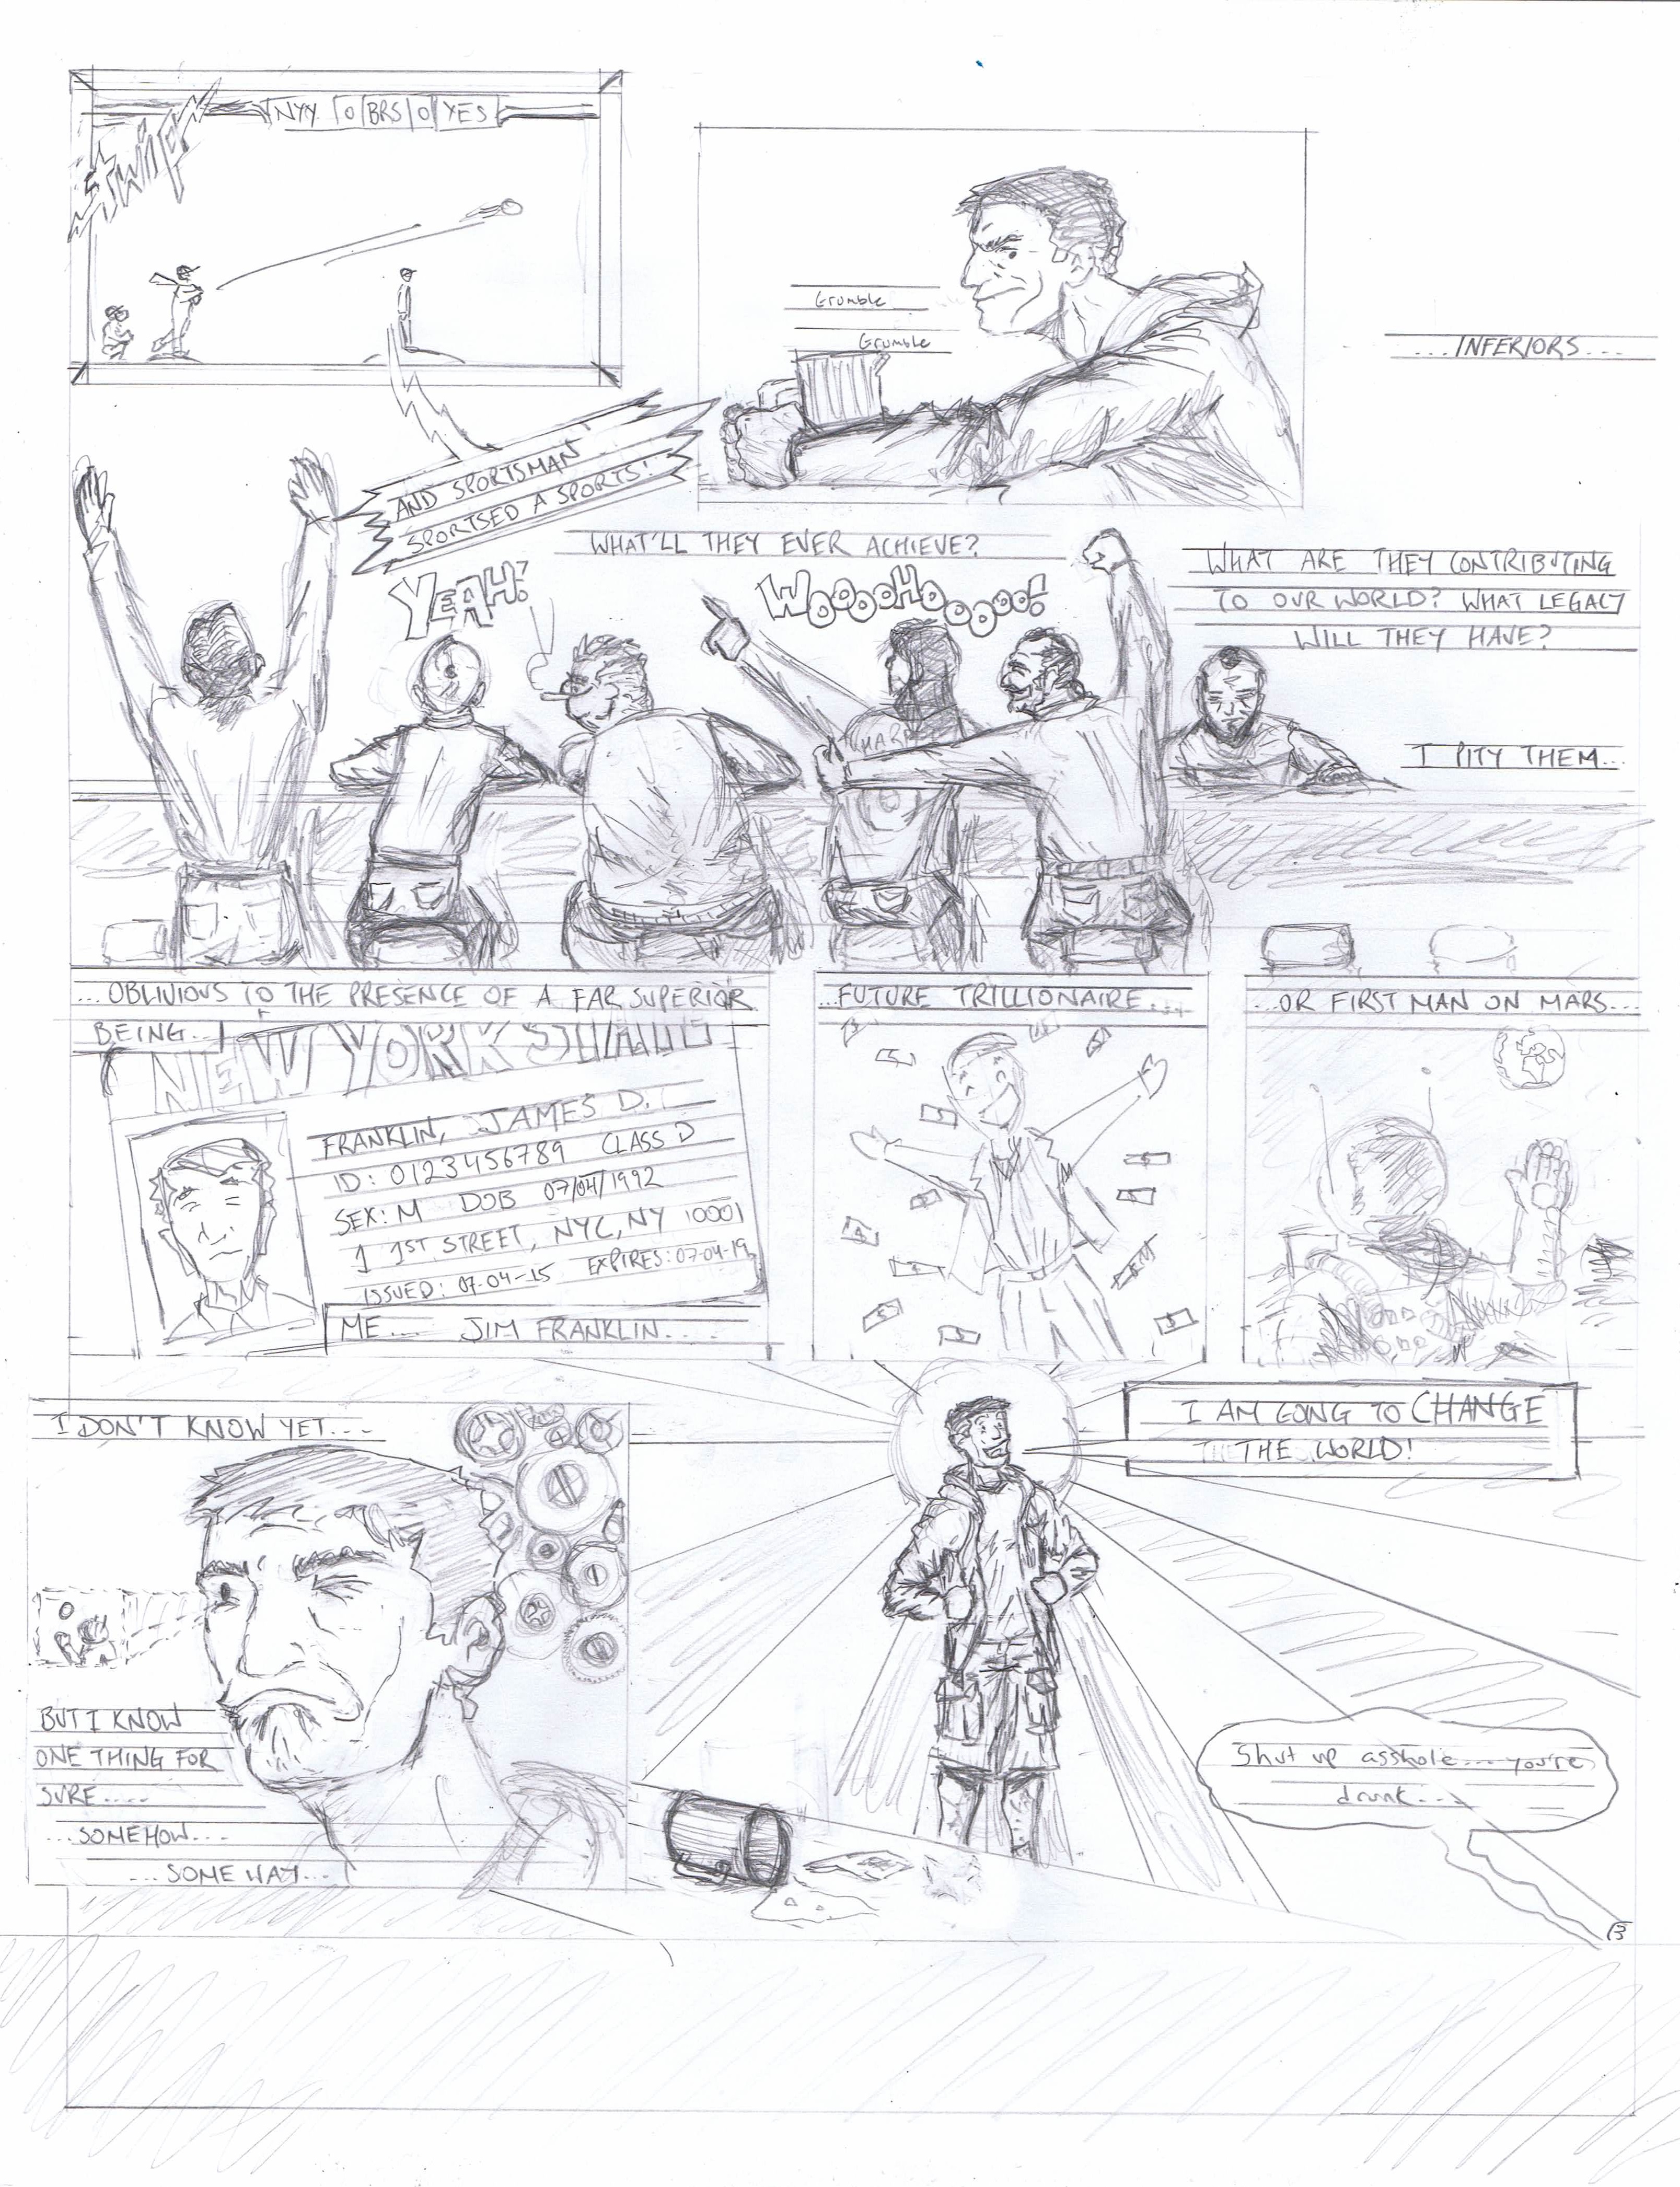 SWIP
NYY 0 BRS 0 YES
Grumble
Grumble
...INFERIORS...
AND SPORTSMAN
SPORTSED A SPORTS!
WHAT'LL THEY EVER ACHIEVE?
YEAH!
WOOOOHOOOOOO!
WHAT ARE THEY CONTRIBUTING
TO OUR WORLD? WHAT LEGACY
WILL THEY HAVE?
I PITY THEM...
...OBLIVIOUS TO THE PRESENCE OF A FAR SUPERIOR
BEING...
NEW YORK STATE
FRANKLIN, JAMES D.
ID: 0123456789 CLASS D
SEX: M DOB 07/04/1992
1 1ST STREET, NYC, NY 10001
ISSUED: 07-04-15 EXPIRES: 07-04-19
ME... JIM FRANKLIN....
...FUTURE TRILLIONAIRE...
...OR FIRST MAN ON MARS...
I DON'T KNOW YET...
BUT I KNOW
ONE THING FOR
SURE....
...SOMEHOW...
...SOME WAY...
I AM GOING TO CHANGE
THE WORLD!
Shut up asshole.... you're
drunk...